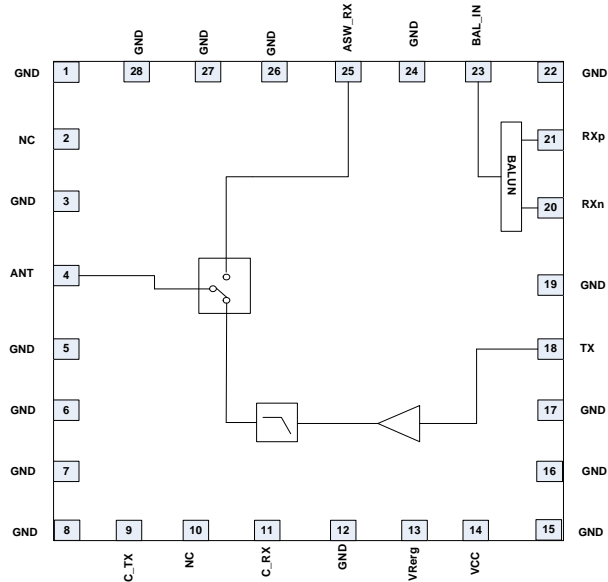 GND
GND
GND
ASW_RX
GND
BAL_IN
GND 1
28
27
26
25
24
23
22 GND
NC 2
21 RXp
BALUN
GND 3
20 RXn
ANT 4
19 GND
GND 5
18 TX
GND 6
17 GND
GND 7
16 GND
GND 8
9
10
11
12
13
14
15 GND
C_TX
NC
C_RX
GND
VRerg
VCC